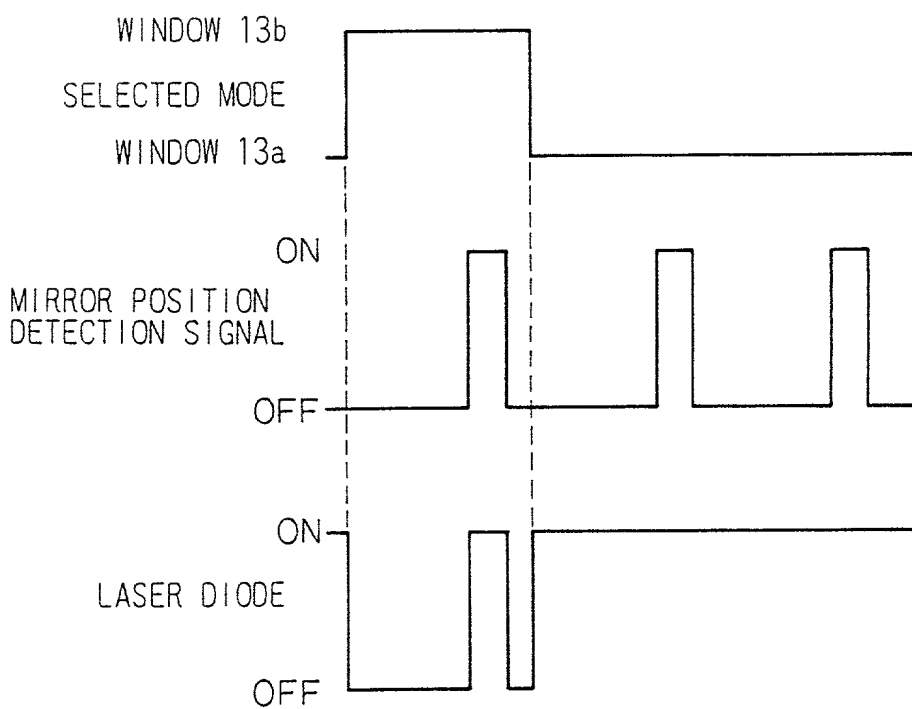 WINDOW 13b
SELECTED MODE
WINDOW 13a
ON
MIRROR POSITION
DETECTION SIGNAL
OFF
ON
LASER DIODE
OFF